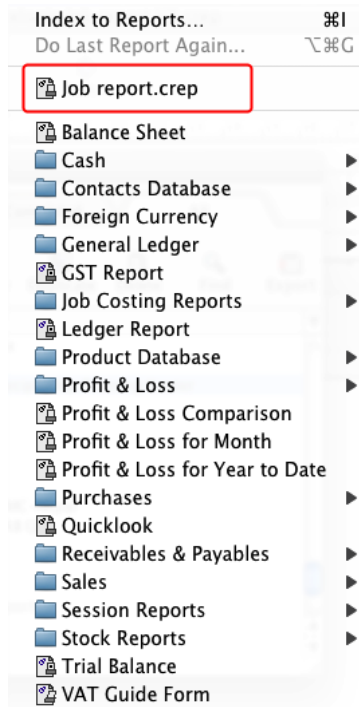 Index to Reports... ⌘I
Do Last Report Again... ⌥⌘G
Job report.crep
Balance Sheet
Cash
Contacts Database
Foreign Currency
General Ledger
GST Report
Job Costing Reports
Ledger Report
Product Database
Profit & Loss
Profit & Loss Comparison
Profit & Loss for Month
Profit & Loss for Year to Date
Purchases
Quicklook
Receivables & Payables
Sales
Session Reports
Stock Reports
Trial Balance
VAT Guide Form